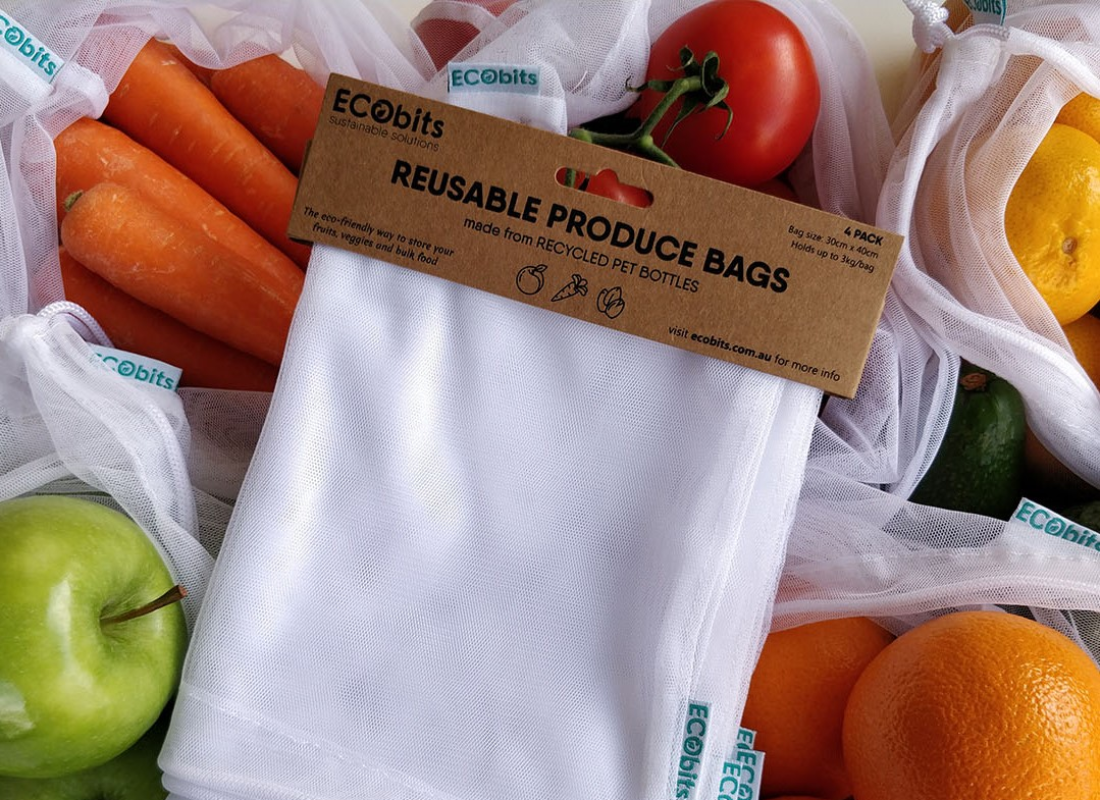 ECObits
ECObits
ECObits
ECObits
sustainable solutions
REUSABLE PRODUCE BAGS
made from RECYCLED PET BOTTLES
The eco-friendly way to store your
fruits, veggies and bulk food
4 PACK
Bag size: 30cm x 40cm
Holds up to 3kg/bag
visit ecobits.com.au for more info
ECObits
ECObits
ECObits
ECO
ECO